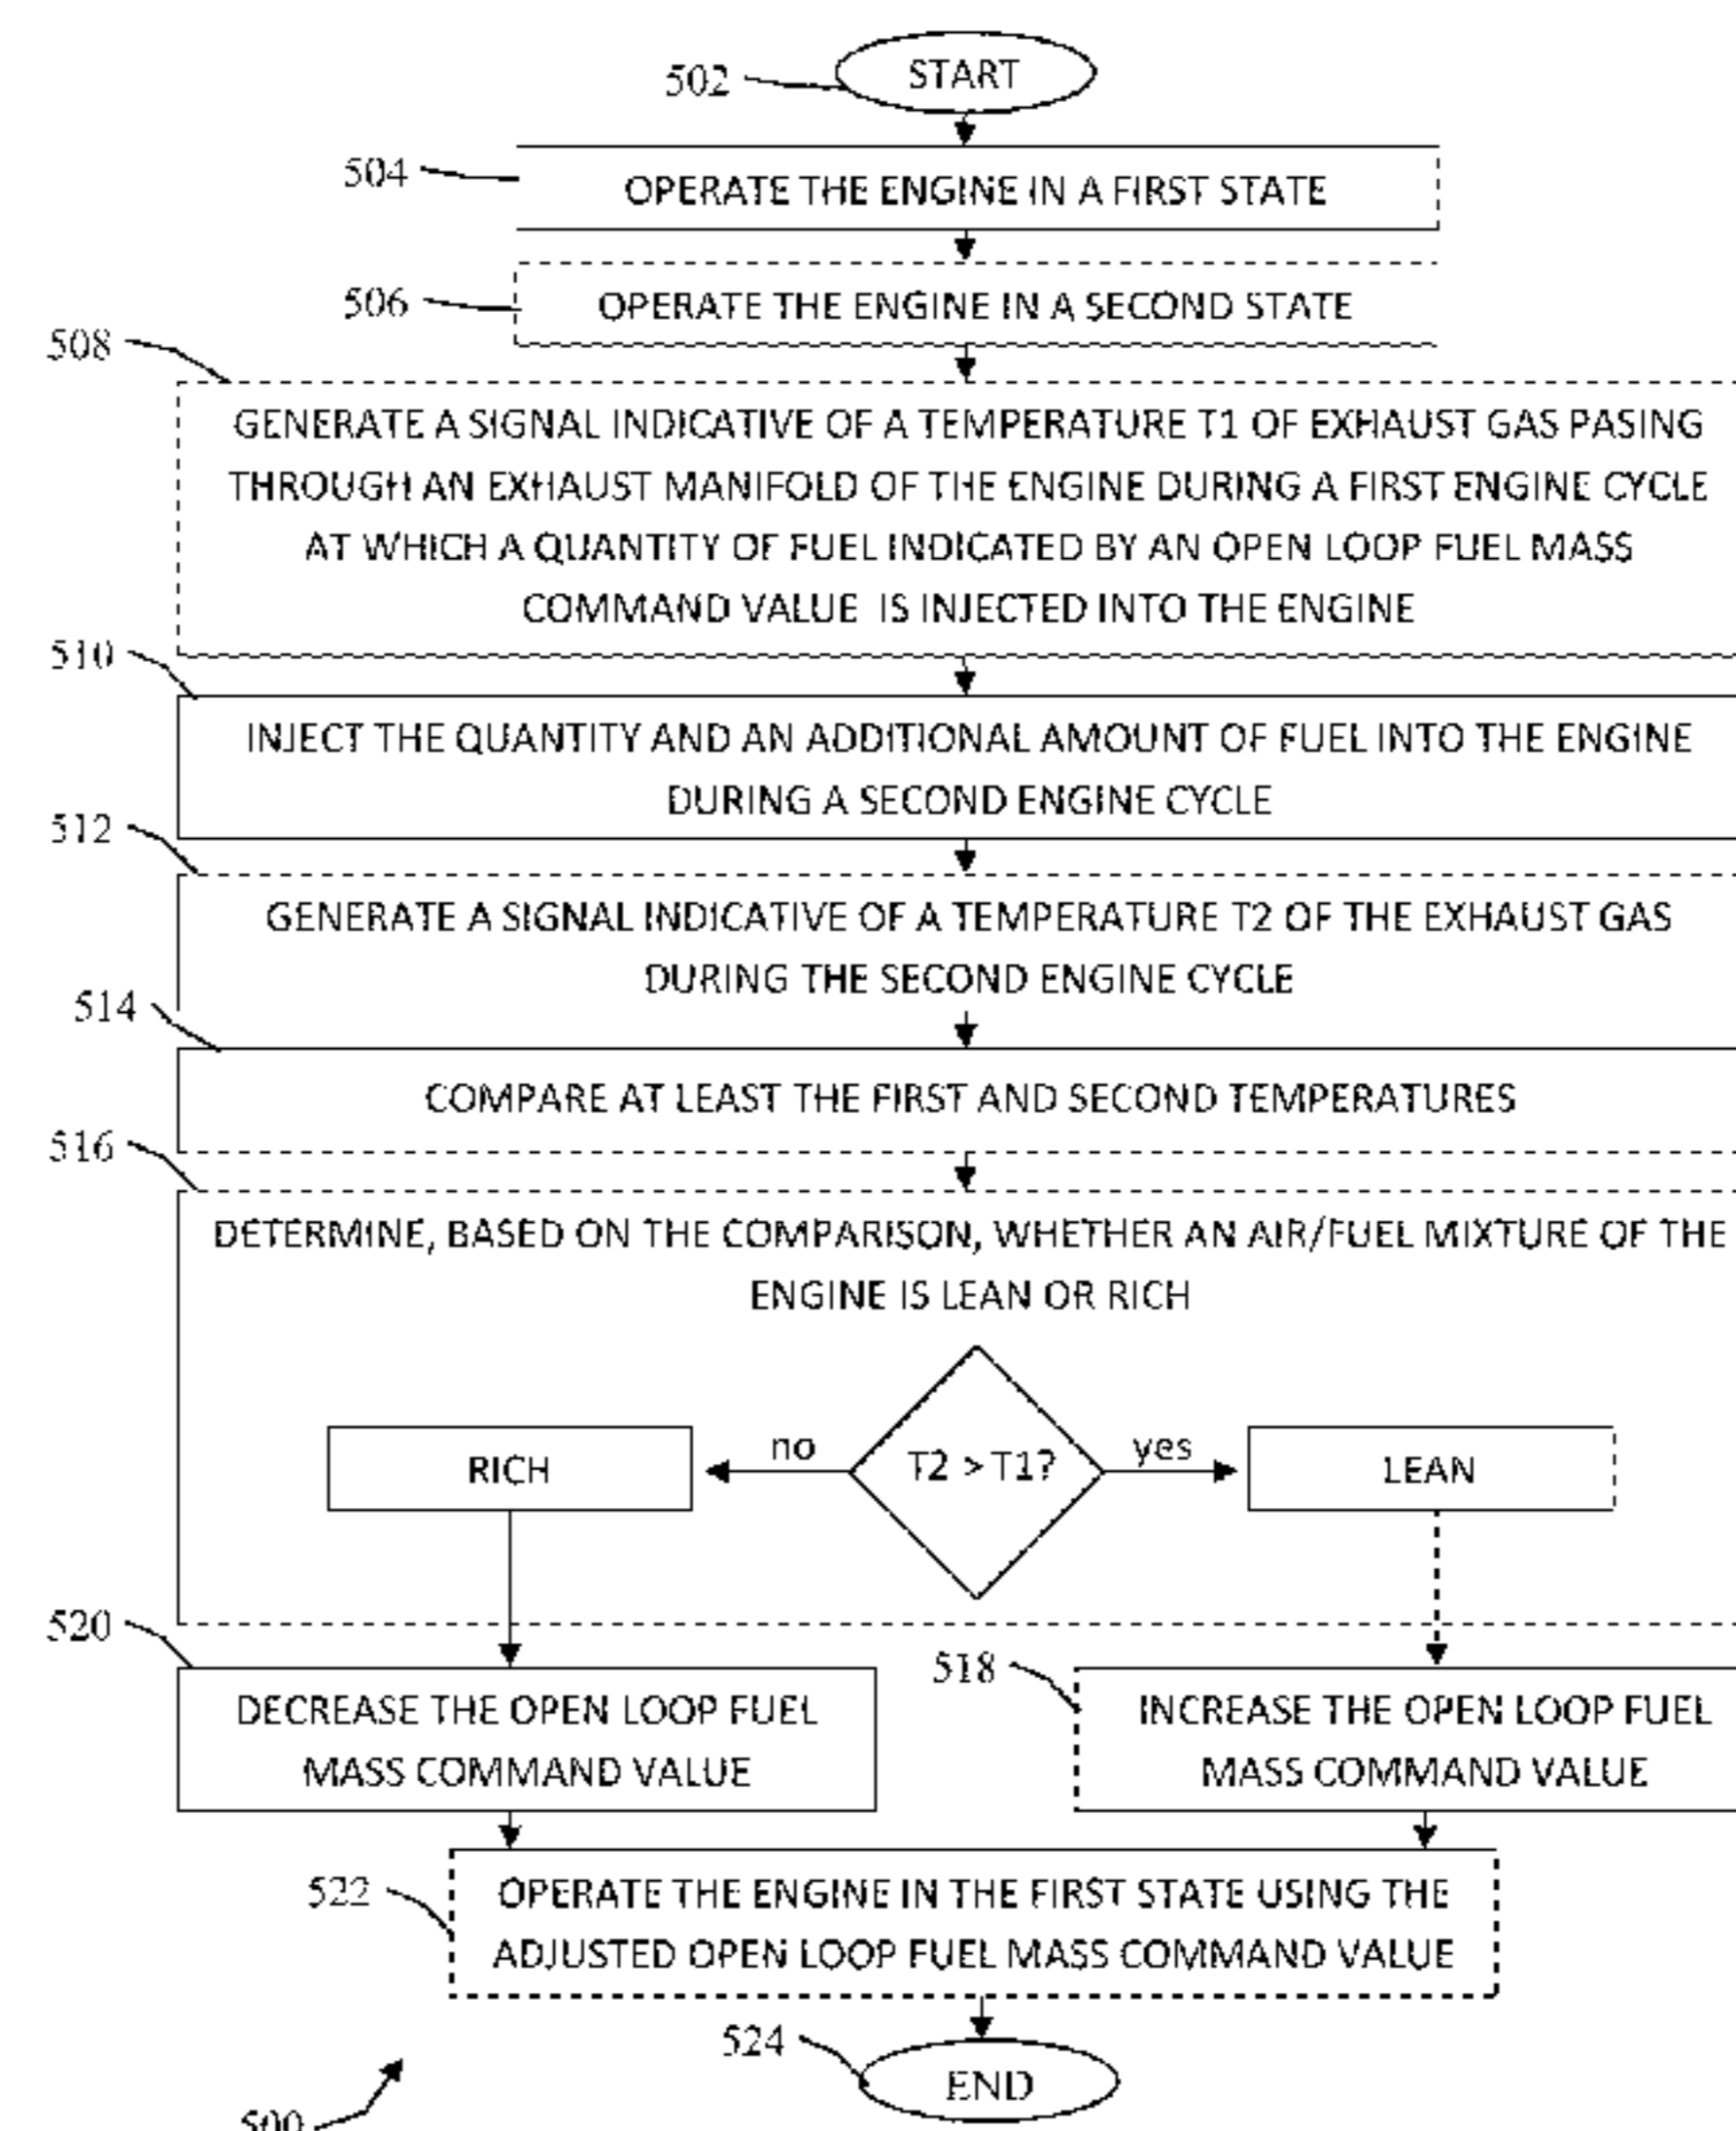 502 START
504 OPERATE THE ENGINE IN A FIRST STATE
506 OPERATE THE ENGINE IN A SECOND STATE
508
GENERATE A SIGNAL INDICATIVE OF A TEMPERATURE T1 OF EXHAUST GAS PASING
THROUGH AN EXHAUST MANIFOLD OF THE ENGINE DURING A FIRST ENGINE CYCLE
AT WHICH A QUANTITY OF FUEL INDICATED BY AN OPEN LOOP FUEL MASS
COMMAND VALUE IS INJECTED INTO THE ENGINE
510
INJECT THE QUANTITY AND AN ADDITIONAL AMOUNT OF FUEL INTO THE ENGINE
DURING A SECOND ENGINE CYCLE
512
GENERATE A SIGNAL INDICATIVE OF A TEMPERATURE T2 OF THE EXHAUST GAS
DURING THE SECOND ENGINE CYCLE
514
COMPARE AT LEAST THE FIRST AND SECOND TEMPERATURES
516
DETERMINE, BASED ON THE COMPARISON, WHETHER AN AIR/FUEL MIXTURE OF THE
ENGINE IS LEAN OR RICH
RICH no T2 > T1? yes LEAN
520
518
DECREASE THE OPEN LOOP FUEL
MASS COMMAND VALUE
INCREASE THE OPEN LOOP FUEL
MASS COMMAND VALUE
522
OPERATE THE ENGINE IN THE FIRST STATE USING THE
ADJUSTED OPEN LOOP FUEL MASS COMMAND VALUE
524
END
500